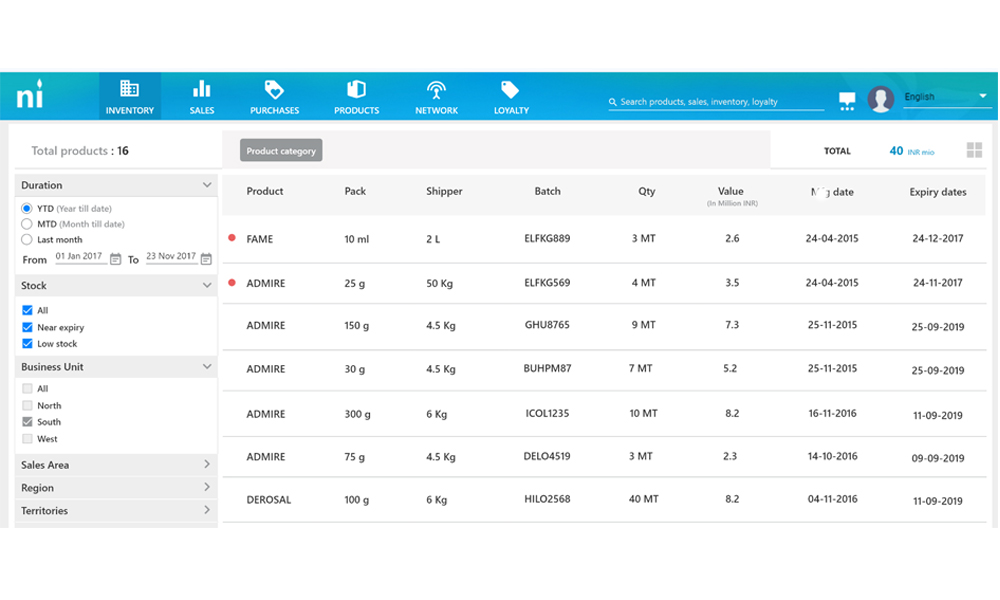 ni
INVENTORY SALES PURCHASES PRODUCTS NETWORK LOYALTY
Search products, sales, inventory, loyalty
English
Total products : 16
Product category
TOTAL 40 INR mio
Duration
YTD (Year till date)
MTD (Month till date)
Last month
From 01 Jan 2017 To 23 Nov 2017
Stock
All
Near expiry
Low stock
Business Unit
All
North
South
West
Sales Area
Region
Territories
Product Pack Shipper Batch Qty Value Mfg date Expiry dates
(In Million INR)
FAME 10 ml 2 L ELFKG889 3 MT 2.6 24-04-2015 24-12-2017
ADMIRE 25 g 50 Kg ELFKG569 4 MT 3.5 24-04-2015 24-11-2017
ADMIRE 150 g 4.5 Kg GHU8765 9 MT 7.3 25-11-2015 25-09-2019
ADMIRE 30 g 4.5 Kg BUHPM87 7 MT 5.2 25-11-2015 25-09-2019
ADMIRE 300 g 6 Kg ICOL1235 10 MT 8.2 16-11-2016 11-09-2019
ADMIRE 75 g 4.5 Kg DELO4519 3 MT 2.3 14-10-2016 09-09-2019
DEROSAL 100 g 6 Kg HILO2568 40 MT 8.2 04-11-2016 11-09-2019